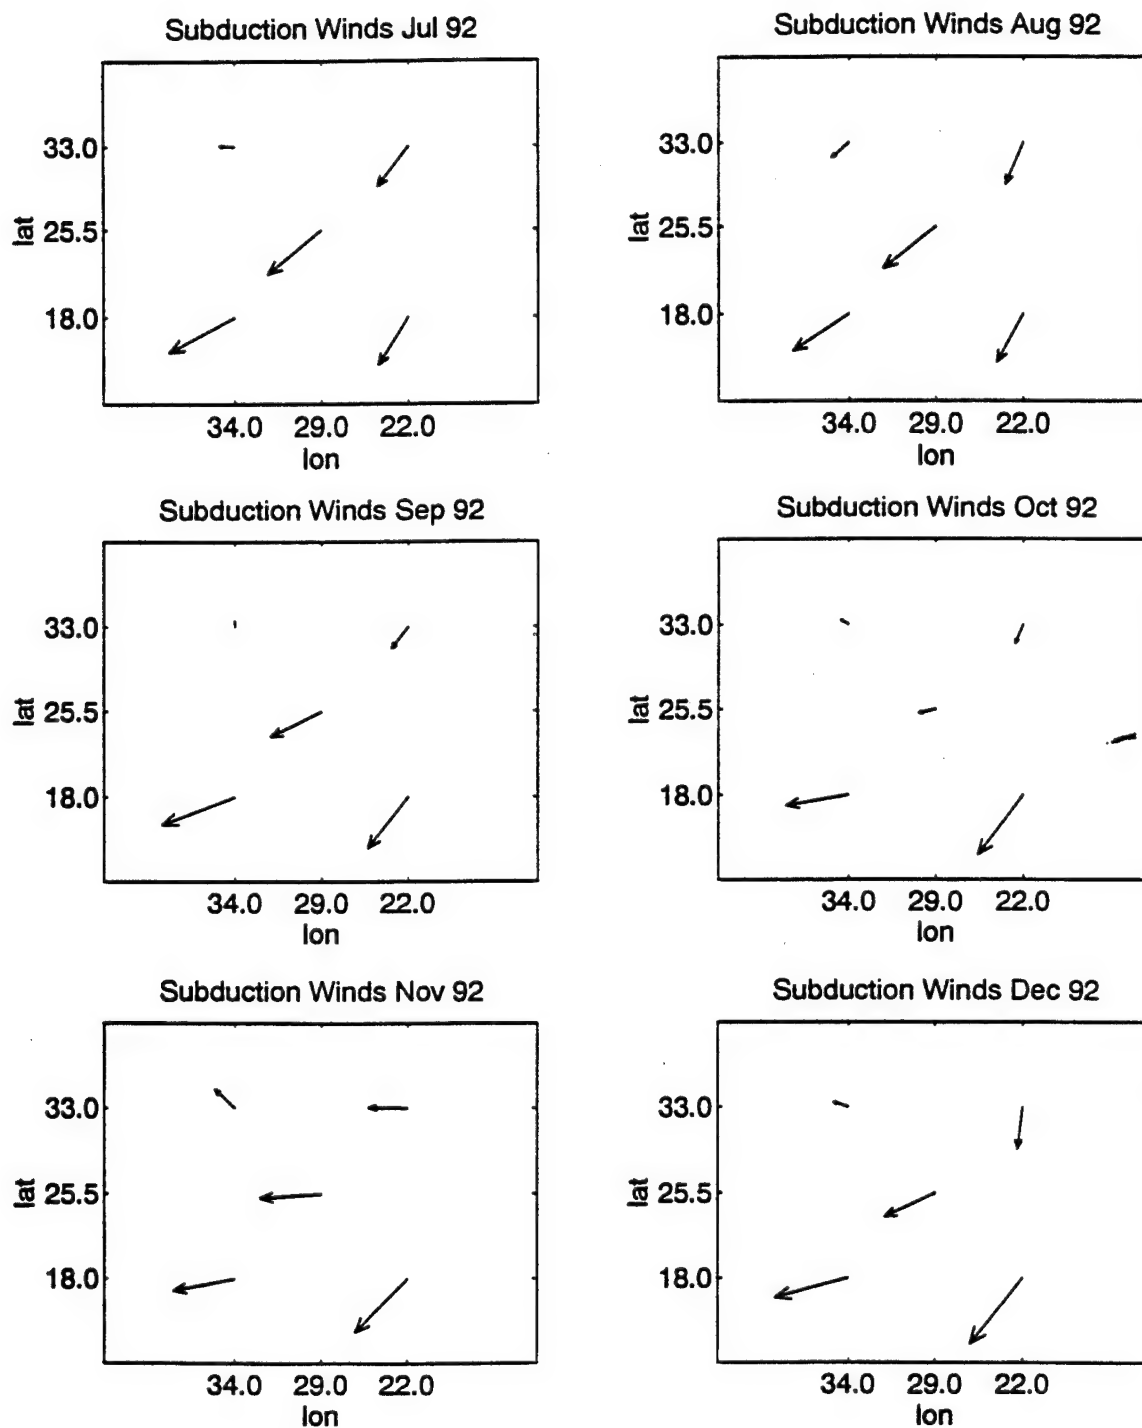 Subduction Winds Jul 92
33.0
25.5
18.0
lat
34.0 29.0 22.0
lon
Subduction Winds Aug 92
33.0
25.5
18.0
lat
34.0 29.0 22.0
lon
Subduction Winds Sep 92
33.0
25.5
18.0
lat
34.0 29.0 22.0
lon
Subduction Winds Oct 92
33.0
25.5
18.0
lat
34.0 29.0 22.0
lon
Subduction Winds Nov 92
33.0
25.5
18.0
lat
34.0 29.0 22.0
lon
Subduction Winds Dec 92
33.0
25.5
18.0
lat
34.0 29.0 22.0
lon